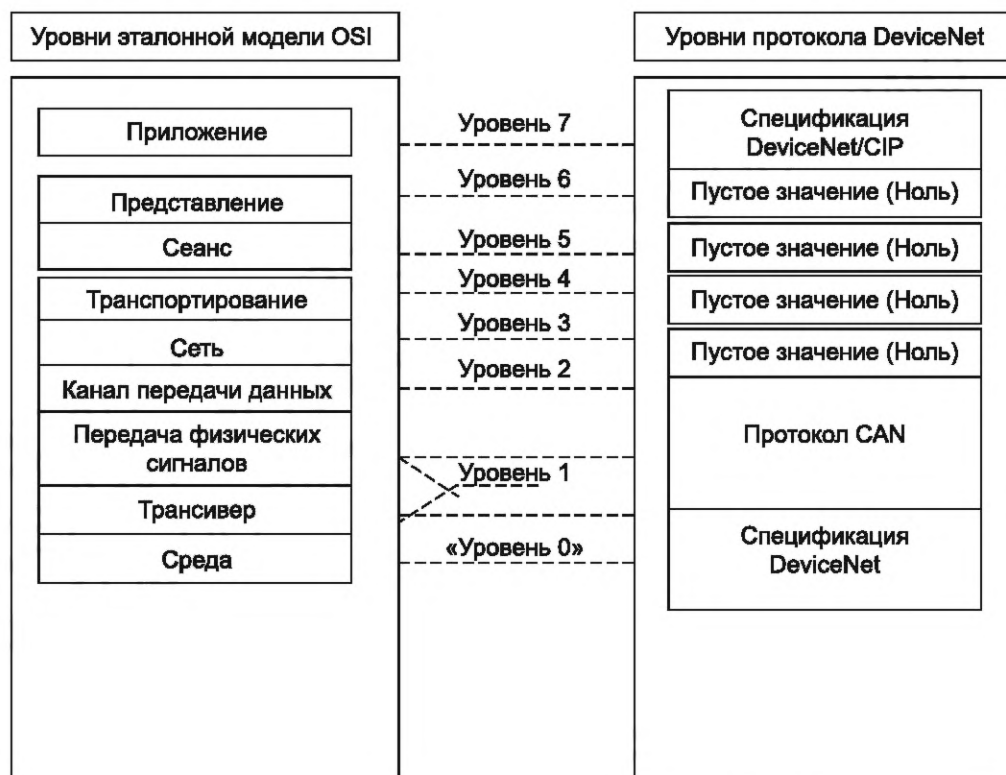 Уровни эталонной модели OSI
Уровни протокола DeviceNet
Приложение
Уровень 7
Спецификация
DeviceNet/CIP
Представление
Уровень 6
Пустое значение (Ноль)
Сеанс
Уровень 5
Пустое значение (Ноль)
Транспортирование
Уровень 4
Пустое значение (Ноль)
Сеть
Уровень 3
Пустое значение (Ноль)
Канал передачи данных
Уровень 2
Протокол CAN
Передача физических
сигналов
Уровень 1
Трансивер
Среда
«Уровень 0»
Спецификация
DeviceNet